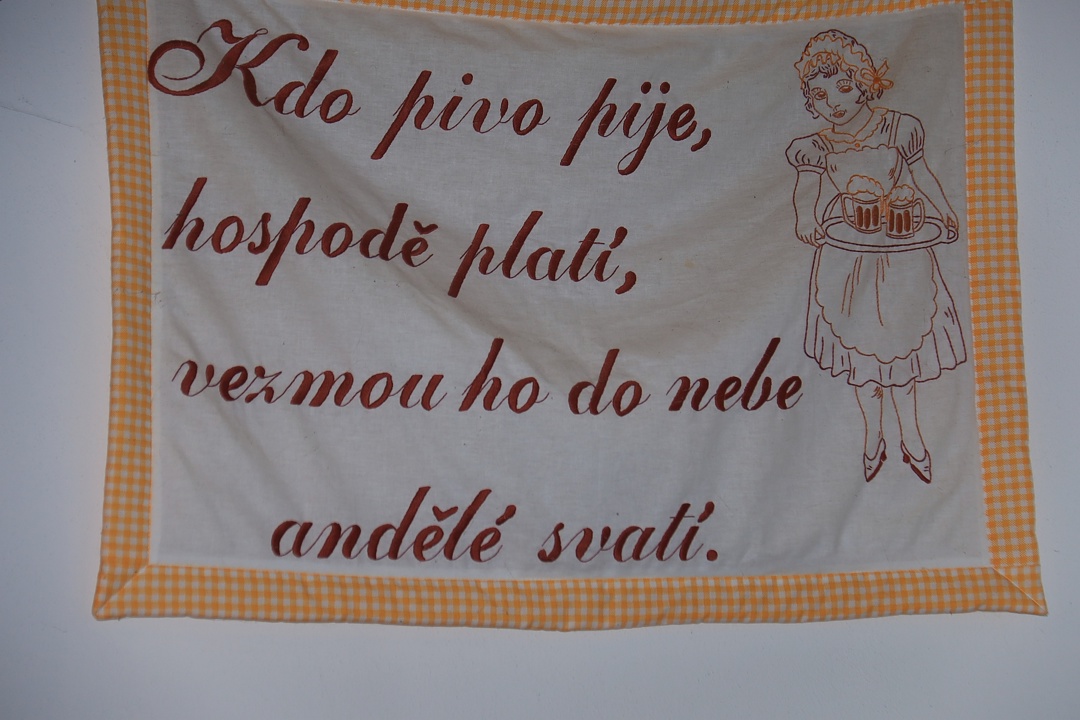 Kdo pivo pije,
hospodě platí,
vezmou ho do nebe
andělé svatí.